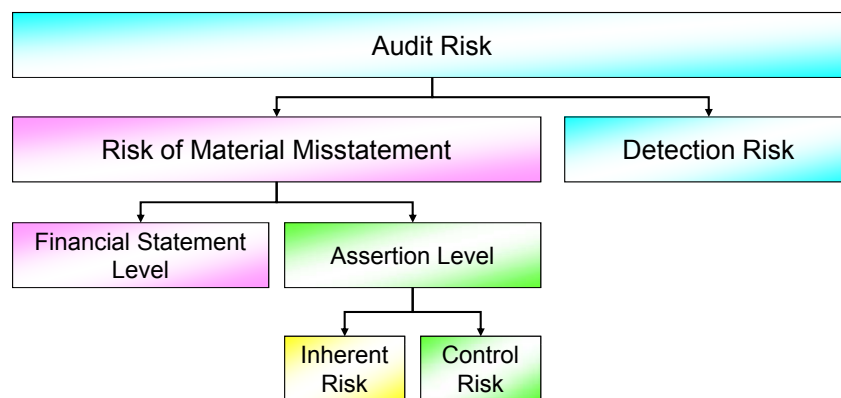 Audit Risk
Risk of Material Misstatement
Detection Risk
Financial Statement
Level
Assertion Level
Inherent
Risk
Control
Risk